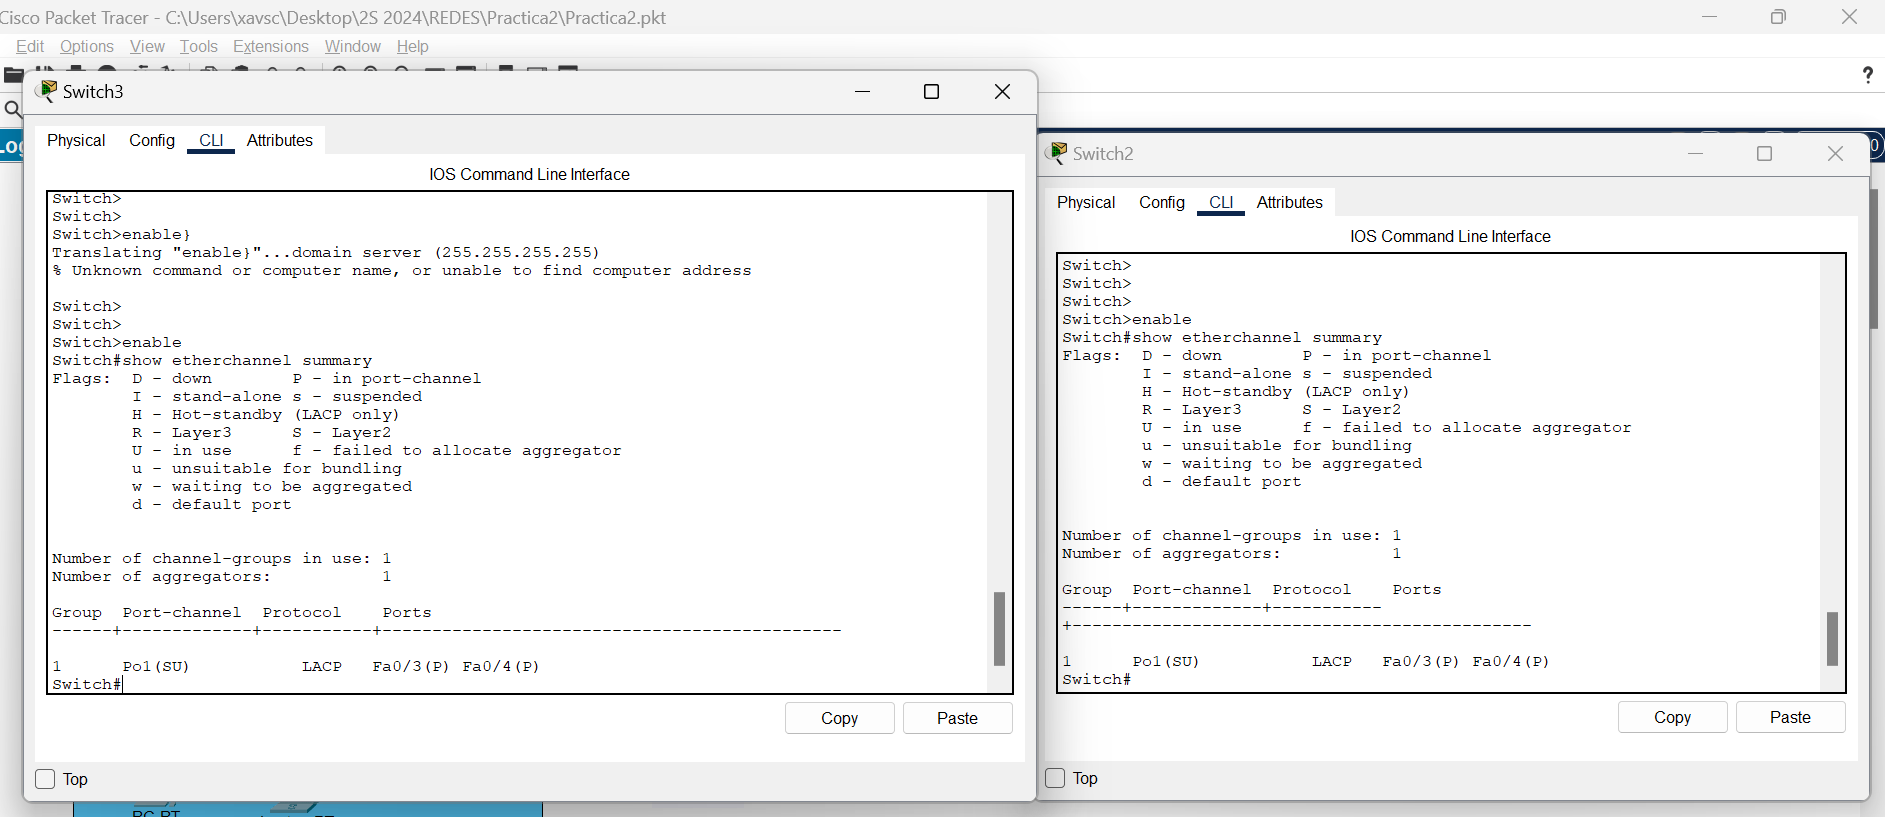 Cisco Packet Tracer - C:\Users\xavsc\Desktop\2S 2024\REDES\Practica2\Practica2.pkt
Edit Options View Tools Extensions Window Help
?
Switch3
Physical Config CLI Attributes
IOS Command Line Interface
Switch>
Switch>
Switch>enable}
Translating "enable}"...domain server (255.255.255.255)
% Unknown command or computer name, or unable to find computer address
Switch>
Switch>
Switch>enable
Switch#show etherchannel summary
Flags:  D - down        P - in port-channel
        I - stand-alone s - suspended
        H - Hot-standby (LACP only)
        R - Layer3      S - Layer2
        U - in use      f - failed to allocate aggregator
        u - unsuitable for bundling
        w - waiting to be aggregated
        d - default port
Number of channel-groups in use: 1
Number of aggregators:           1
Group  Port-channel  Protocol    Ports
------+-------------+-----------+----------------------------------------------
1      Po1(SU)           LACP   Fa0/3(P) Fa0/4(P)
Switch#
Copy Paste
Top
Switch2
Physical Config CLI Attributes
IOS Command Line Interface
Switch>
Switch>
Switch>
Switch>enable
Switch#show etherchannel summary
Flags:  D - down        P - in port-channel
        I - stand-alone s - suspended
        H - Hot-standby (LACP only)
        R - Layer3      S - Layer2
        U - in use      f - failed to allocate aggregator
        u - unsuitable for bundling
        w - waiting to be aggregated
        d - default port
Number of channel-groups in use: 1
Number of aggregators:           1
Group  Port-channel  Protocol    Ports
------+-------------+-----------
+----------------------------------------------
1      Po1(SU)           LACP   Fa0/3(P) Fa0/4(P)
Switch#
Copy Paste
Top